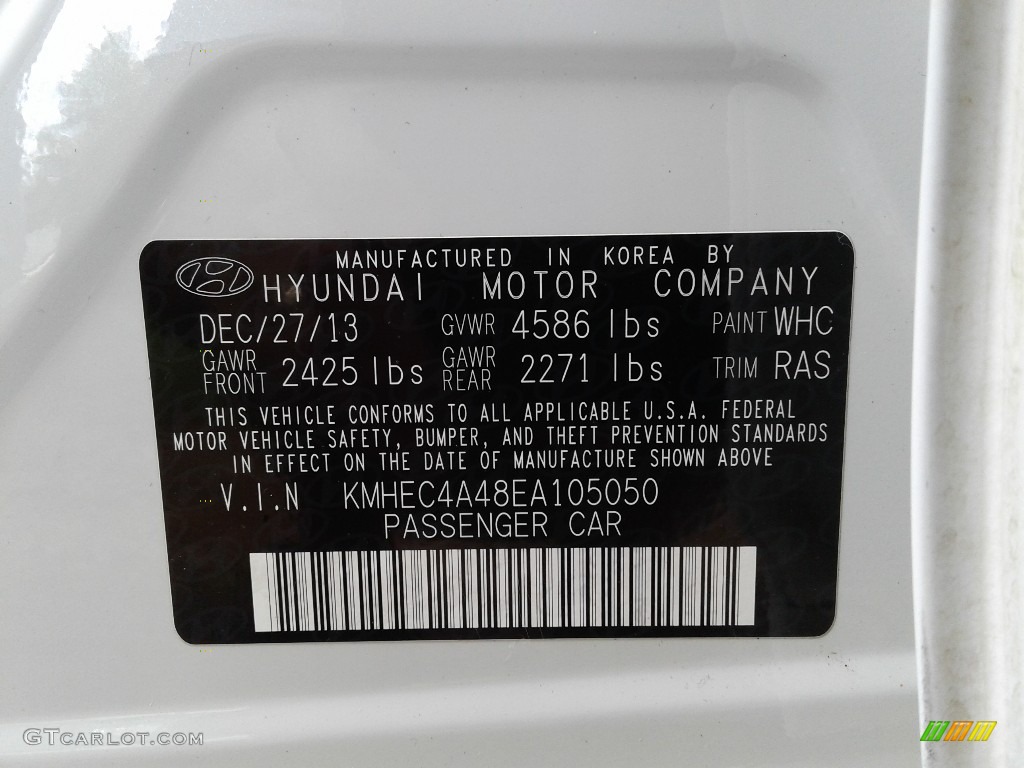 MANUFACTURED IN KOREA BY
HYUNDAI MOTOR COMPANY
DEC/27/13 GVWR 4586 lbs PAINT WHC
GAWR FRONT 2425 lbs GAWR REAR 2271 lbs TRIM RAS
THIS VEHICLE CONFORMS TO ALL APPLICABLE U.S.A. FEDERAL
MOTOR VEHICLE SAFETY, BUMPER, AND THEFT PREVENTION STANDARDS
IN EFFECT ON THE DATE OF MANUFACTURE SHOWN ABOVE
V.I.N KMHEC4A48EA105050
PASSENGER CAR
GTCARLOT.COM